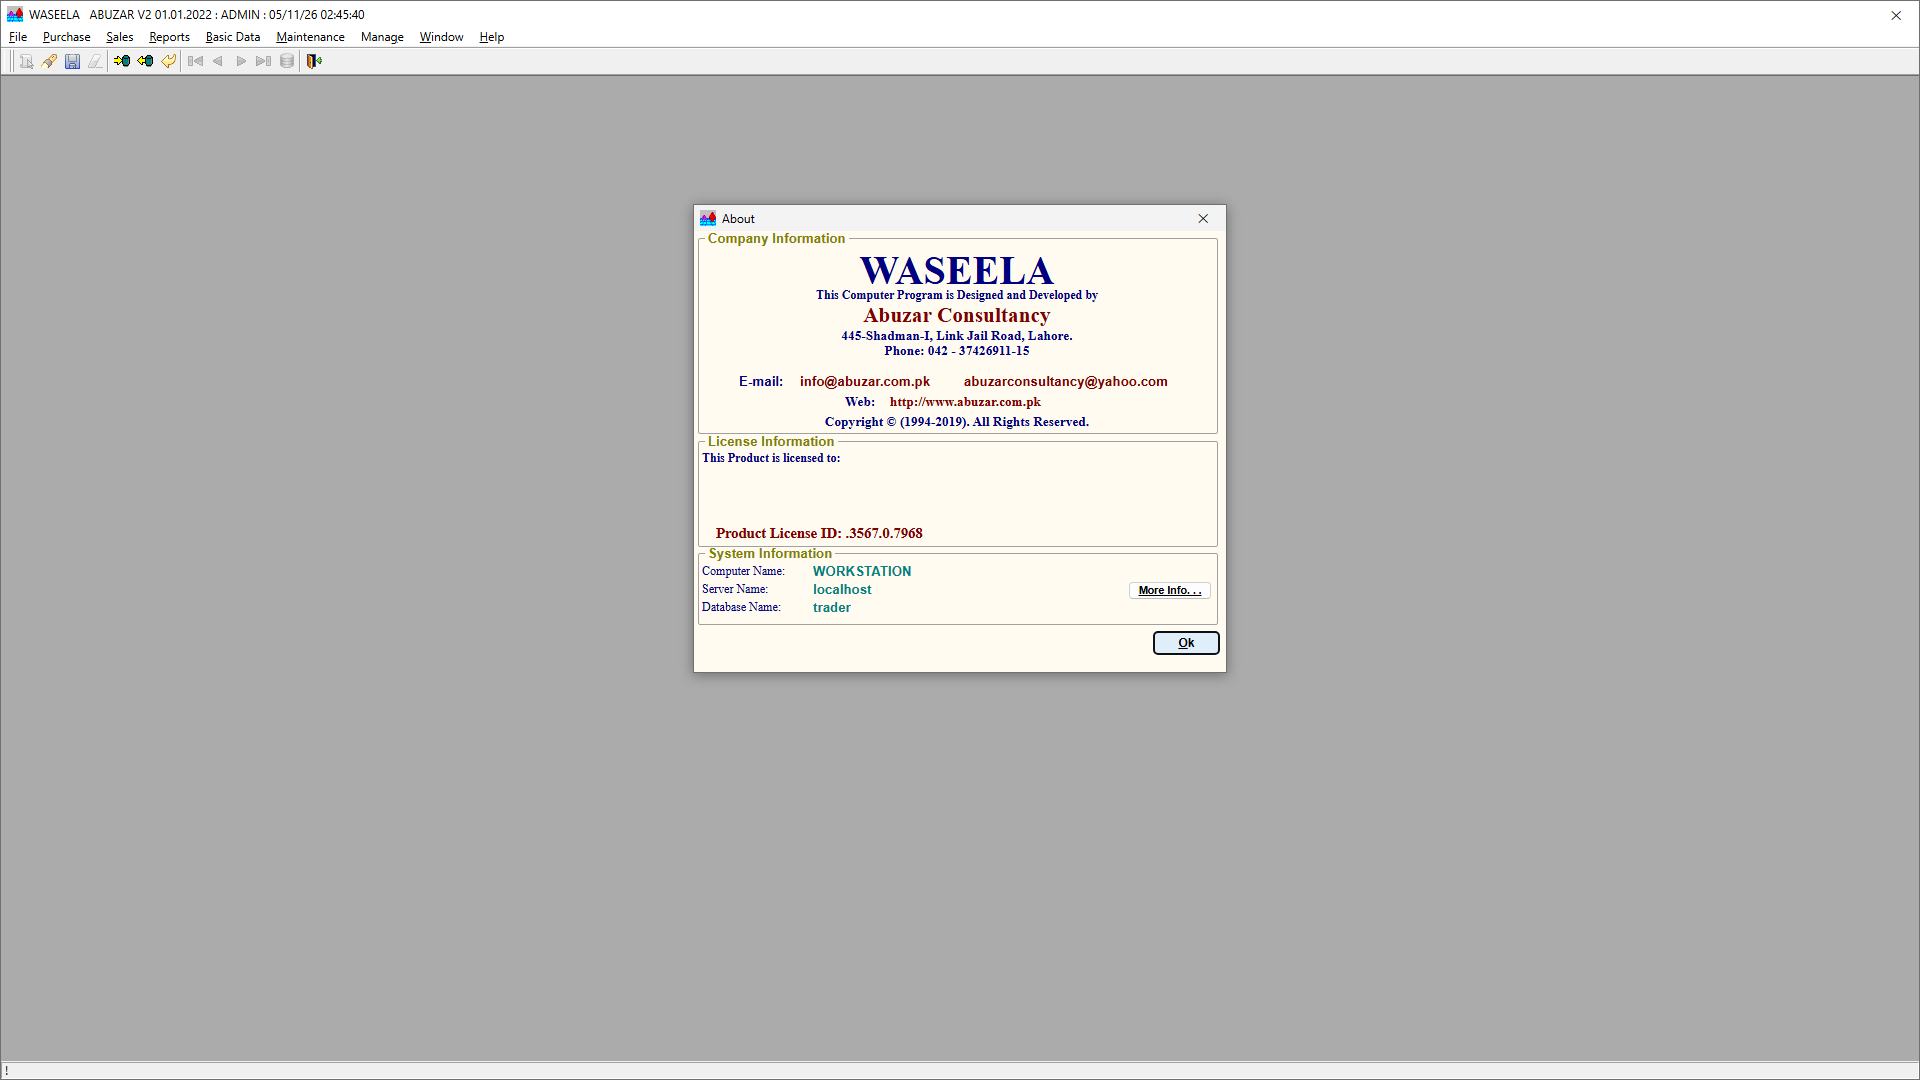 WASEELA ABUZAR V2 01.01.2022 : ADMIN : 05/11/26 02:45:40
File Purchase Sales Reports Basic Data Maintenance Manage Window Help
About
Company Information
WASEELA
This Computer Program is Designed and Developed by
Abuzar Consultancy
445-Shadman-I, Link Jail Road, Lahore.
Phone: 042 - 37426911-15
E-mail: info@abuzar.com.pk abuzarconsultancy@yahoo.com
Web: http://www.abuzar.com.pk
Copyright © (1994-2019). All Rights Reserved.
License Information
This Product is licensed to:
Product License ID: .3567.0.7968
System Information
Computer Name: WORKSTATION
Server Name: localhost
More Info. . .
Database Name: trader
Ok
!